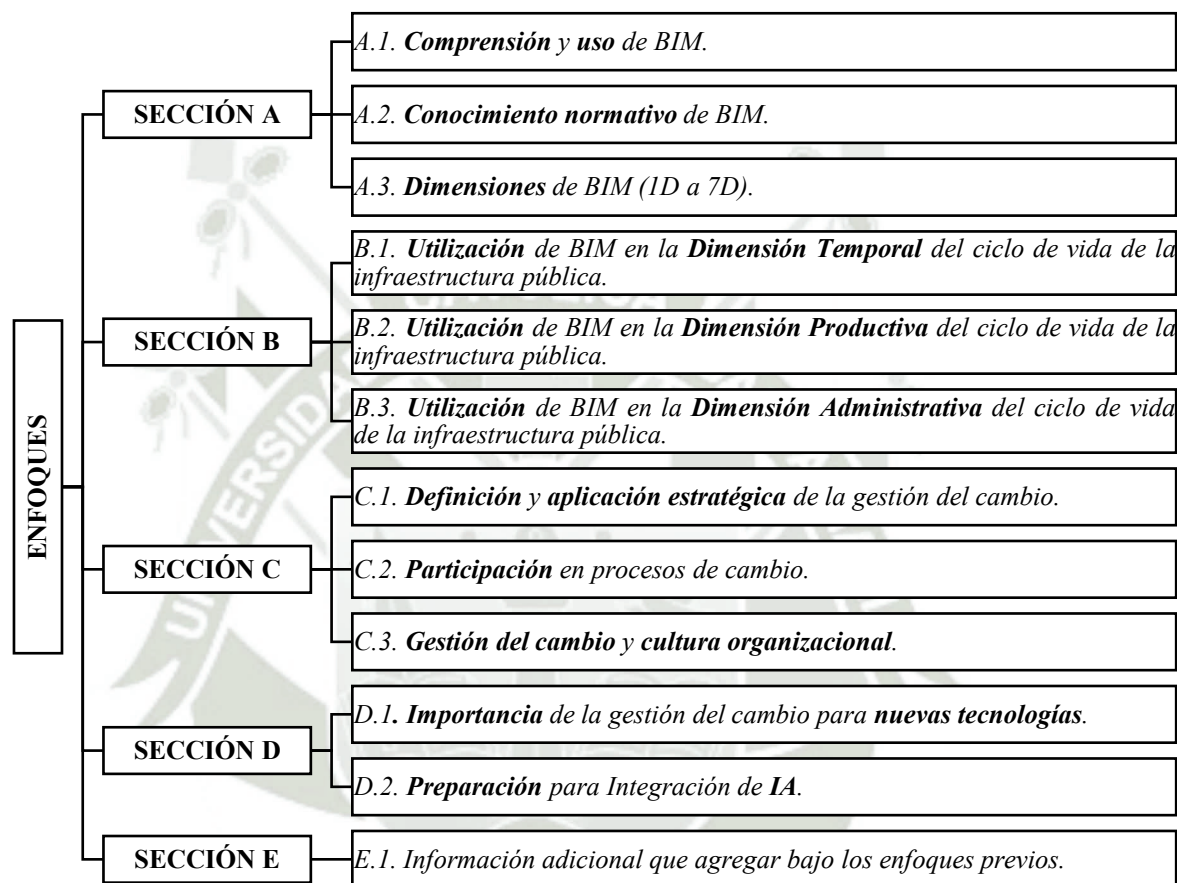 ENFOQUES
SECCIÓN A
A.1. Comprensión y uso de BIM.
A.2. Conocimiento normativo de BIM.
A.3. Dimensiones de BIM (1D a 7D).
SECCIÓN B
B.1. Utilización de BIM en la Dimensión Temporal del ciclo de vida de la
infraestructura pública.
B.2. Utilización de BIM en la Dimensión Productiva del ciclo de vida de la
infraestructura pública.
B.3. Utilización de BIM en la Dimensión Administrativa del ciclo de vida
de la infraestructura pública.
SECCIÓN C
C.1. Definición y aplicación estratégica de la gestión del cambio.
C.2. Participación en procesos de cambio.
C.3. Gestión del cambio y cultura organizacional.
SECCIÓN D
D.1. Importancia de la gestión del cambio para nuevas tecnologías.
D.2. Preparación para Integración de IA.
SECCIÓN E
E.1. Información adicional que agregar bajo los enfoques previos.